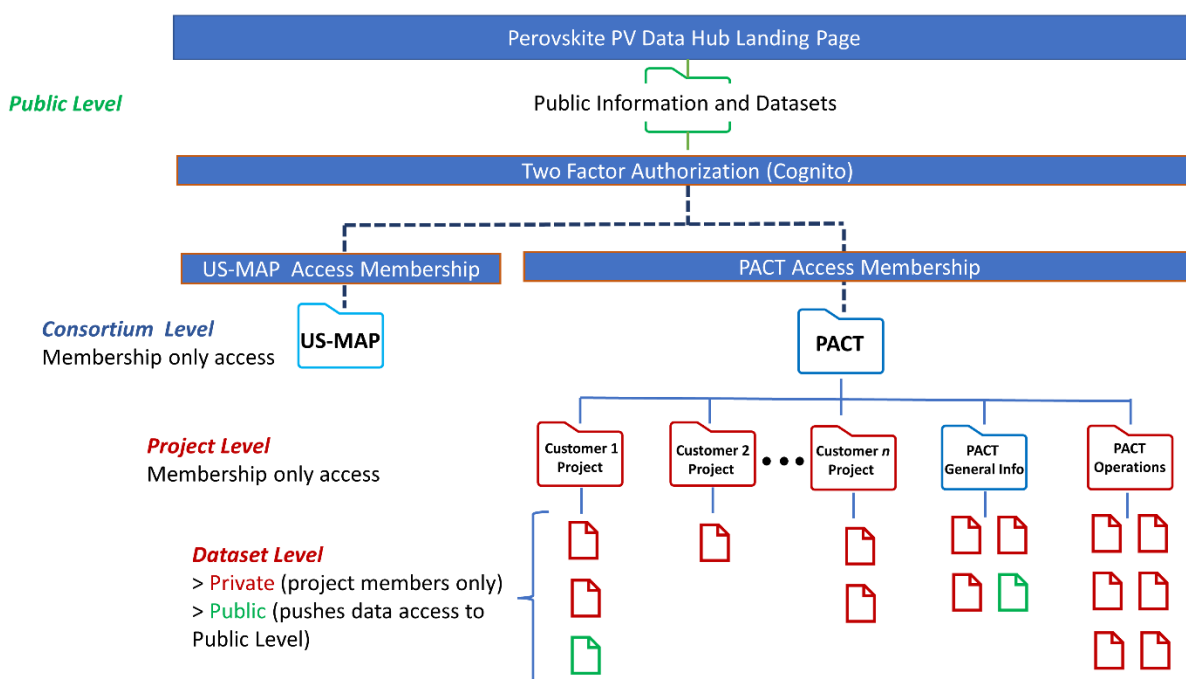 Perovskite PV Data Hub Landing Page
Public Level
Public Information and Datasets
Two Factor Authorization (Cognito)
US-MAP  Access Membership
PACT Access Membership
Consortium  Level
Membership only access
US-MAP
PACT
Project Level
Membership only access
Customer 1
Project
Customer 2
Project
Customer n
Project
PACT
General Info
PACT
Operations
Dataset Level
> Private (project members only)
> Public (pushes data access to
Public Level)